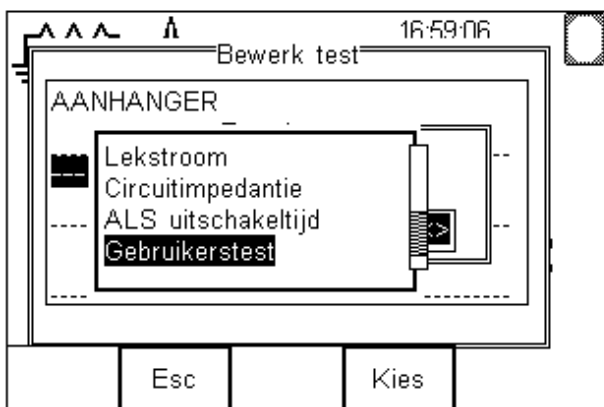 16:59:06
Bewerk test
AANHANGER
Lekstroom
Circuitimpedantie
ALS uitschakeltijd
Gebruikerstest
<>
Esc
Kies